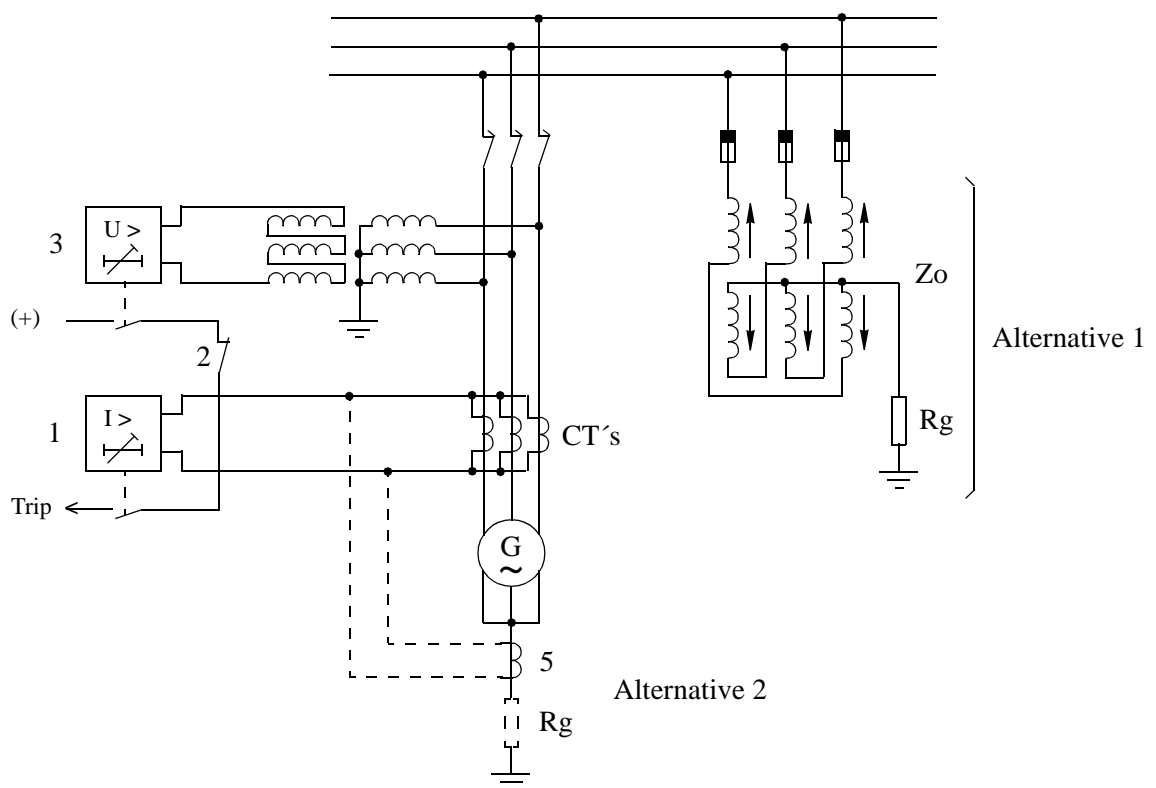 U >
3
Zo
(+)
Alternative 1
2
I >
1
Rg
CT´s
Trip
G
~
5
Alternative 2
Rg